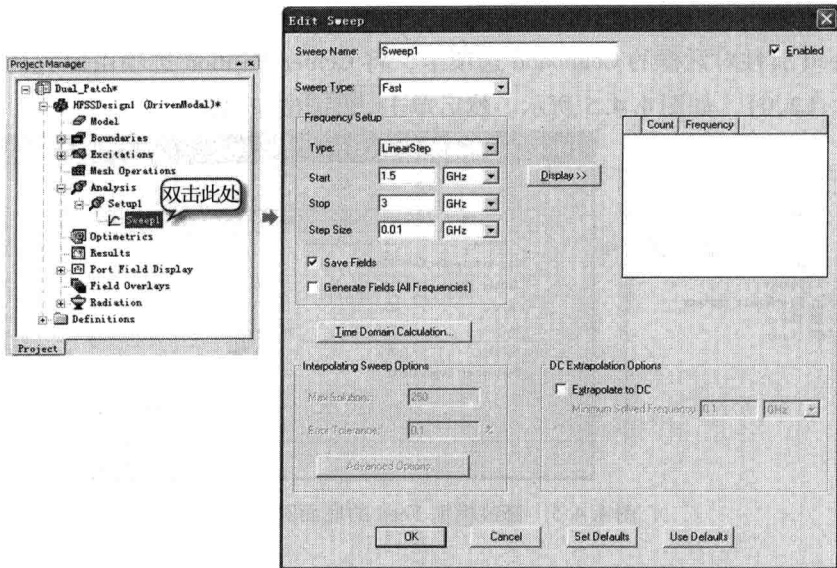 Project Manager
Dual_Patch*
HFSSDesign1 (DrivenModal)*
Model
Boundaries
Excitations
Mesh Operations
Analysis
Setup1
Sweep1
双击此处
Optimetrics
Results
Port Field Display
Field Overlays
Radiation
Definitions
Project
Edit Sweep
Sweep Name: Sweep1
Enabled
Sweep Type: Fast
Frequency Setup
Type: LinearStep
Start 1.5 GHz
Stop 3 GHz
Step Size 0.01 GHz
Display >>
Count Frequency
Save Fields
Generate Fields (All Frequencies)
Time Domain Calculation...
Interpolating Sweep Options
Max Solutions: 250
Error Tolerance: 0.1 %
Advanced Options
DC Extrapolation Options
Extrapolate to DC
Minimum Solved Frequency 0.1 GHz
OK Cancel Set Defaults Use Defaults